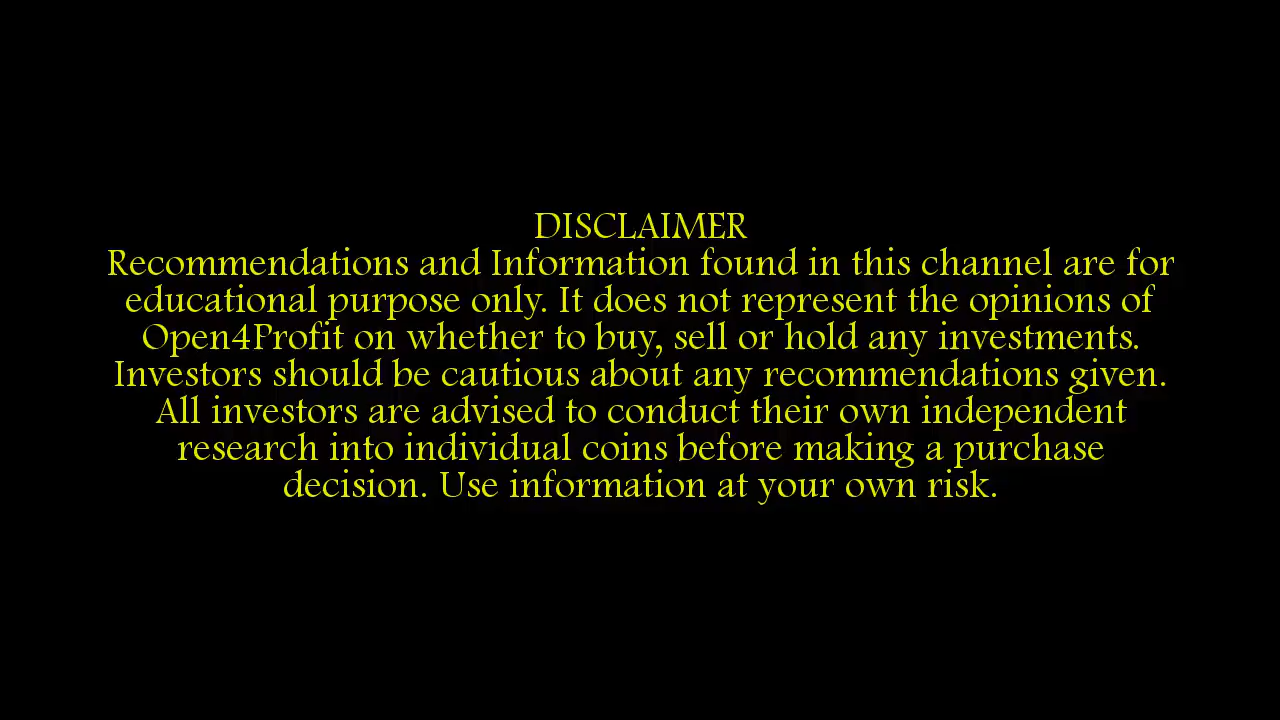 DISCLAIMER
Recommendations and Information found in this channel are for
educational purpose only. It does not represent the opinions of
Open4Profit on whether to buy, sell or hold any investments.
Investors should be cautious about any recommendations given.
All investors are advised to conduct their own independent
research into individual coins before making a purchase
decision. Use information at your own risk.